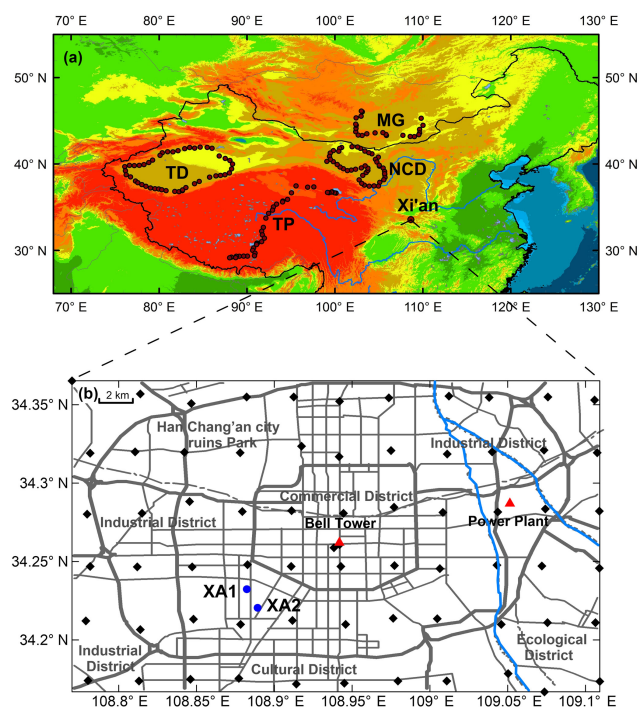 (a)
50° N
40° N
30° N
MG
TD
NCD
Xi'an
TP
70° E
80° E
90° E
100° E
110° E
120° E
130° E
(b)
2 km
34.35° N
34.3° N
34.25° N
34.2° N
Han Chang'an city
ruins Park
Industrial District
Commercial District
Industrial District
Bell Tower
Power Plant
XA1
XA2
Industrial
District
Cultural District
Ecological
District
108.8° E
108.85° E
108.9° E
108.95° E
109° E
109.05° E
109.1° E